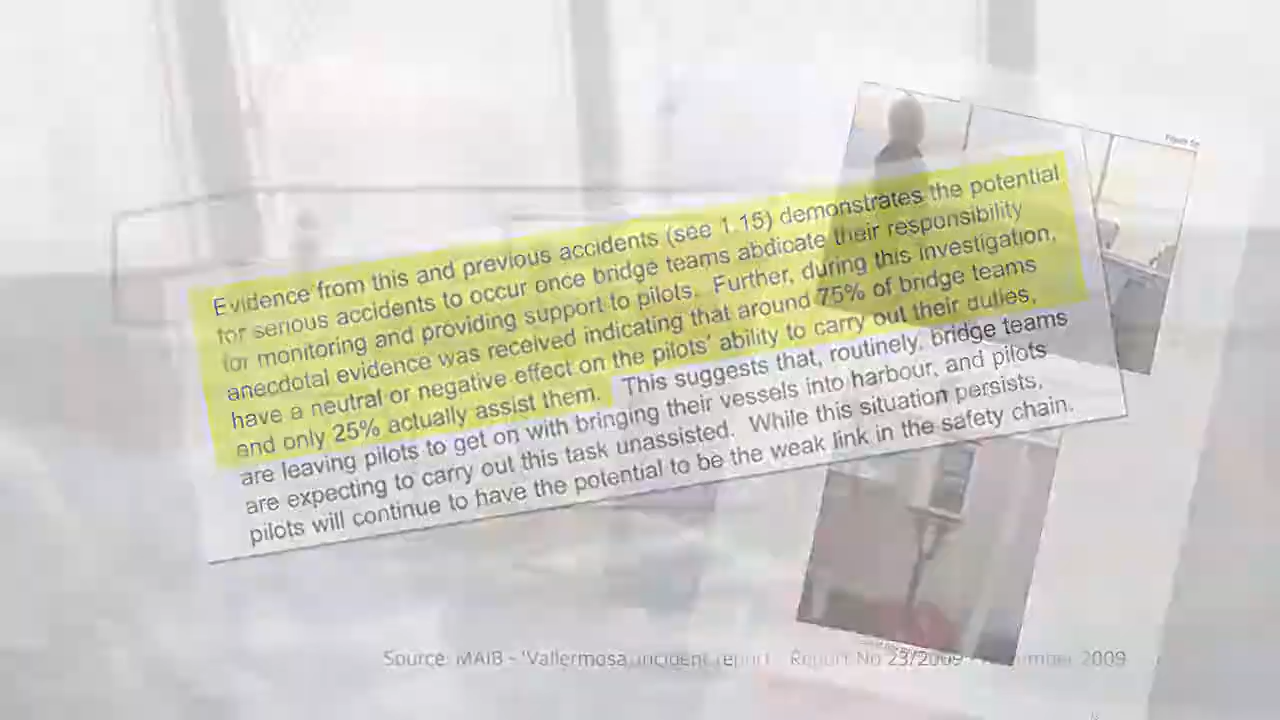 Evidence from this and previous accidents (see 1.15) demonstrates the potential
for serious accidents to occur once bridge teams abdicate their responsibility
for monitoring and providing support to pilots. Further, during this investigation,
anecdotal evidence was received indicating that around 75% of bridge teams
have a neutral or negative effect on the pilots' ability to carry out their duties,
and only 25% actually assist them. This suggests that, routinely, bridge teams
are leaving pilots to get on with bringing their vessels into harbour, and pilots
are expecting to carry out this task unassisted. While this situation persists,
pilots will continue to have the potential to be the weak link in the safety chain.
Source: MAIB - 'Vallermosa incident report Report No 23/2009 2009